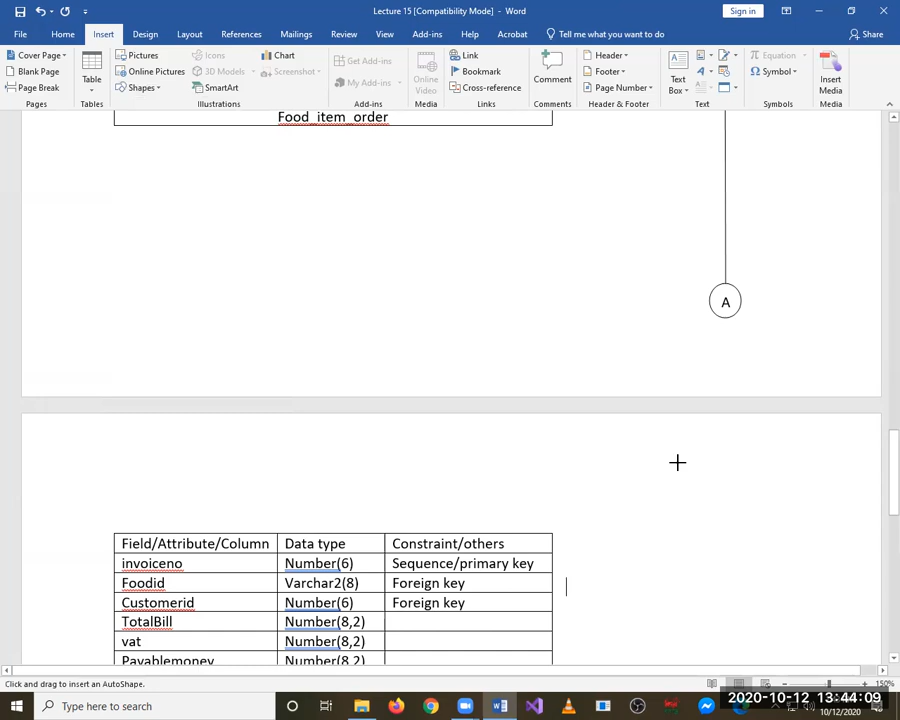 Lecture 15 [Compatibility Mode] - Word
Sign in
File Home Insert Design Layout References Mailings Review View Add-ins Help Acrobat Tell me what you want to do Share
Cover Page
Blank Page
Page Break
Pages
Table
Tables
Pictures
Online Pictures
Shapes
Icons
3D Models
SmartArt
Chart
Screenshot
Illustrations
Get Add-ins
My Add-ins
Add-ins
Online Video
Media
Link
Bookmark
Cross-reference
Links
Comment
Comments
Header
Footer
Page Number
Header & Footer
Text Box
Text
Equation
Symbol
Symbols
Insert Media
Media
Food_item_order
A
Field/Attribute/Column Data type Constraint/others
invoiceno Number(6) Sequence/primary key
Foodid Varchar2(8) Foreign key
Customerid Number(6) Foreign key
TotalBill Number(8,2)
vat Number(8,2)
Payablemoney Number(8,2)
Click and drag to insert an AutoShape.
150%
Type here to search
2020-10-12 13:44:09
10/12/2020